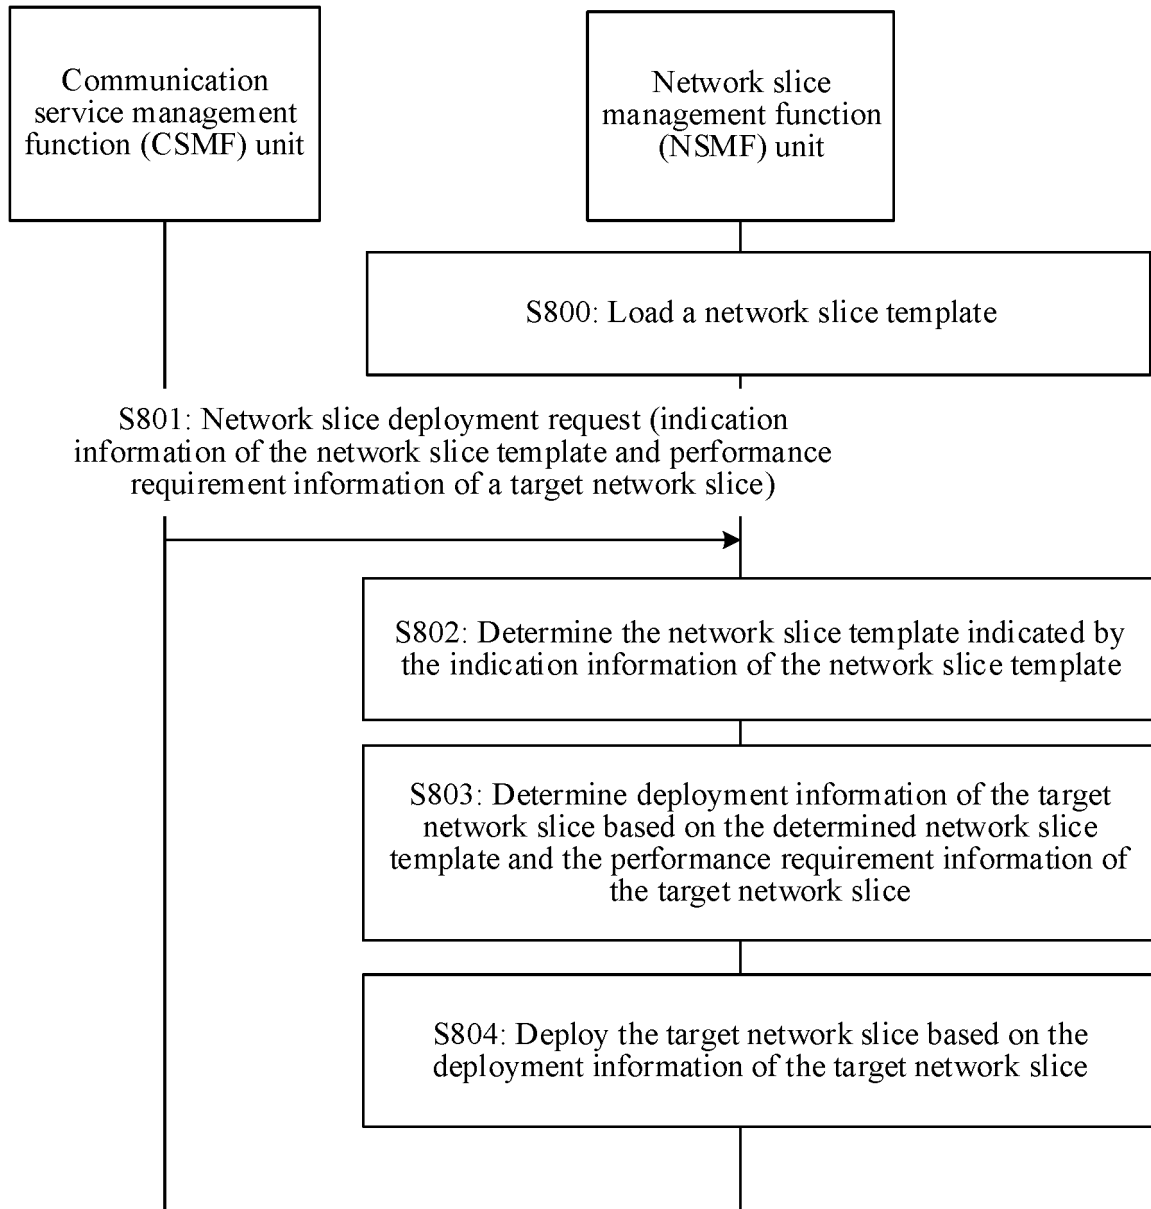 Communication
service management
function (CSMF) unit
Network slice
management function
(NSMF) unit
S800: Load a network slice template
S801: Network slice deployment request (indication
information of the network slice template and performance
requirement information of a target network slice)
S802: Determine the network slice template indicated by
the indication information of the network slice template
S803: Determine deployment information of the target
network slice based on the determined network slice
template and the performance requirement information of
the target network slice
S804: Deploy the target network slice based on the
deployment information of the target network slice